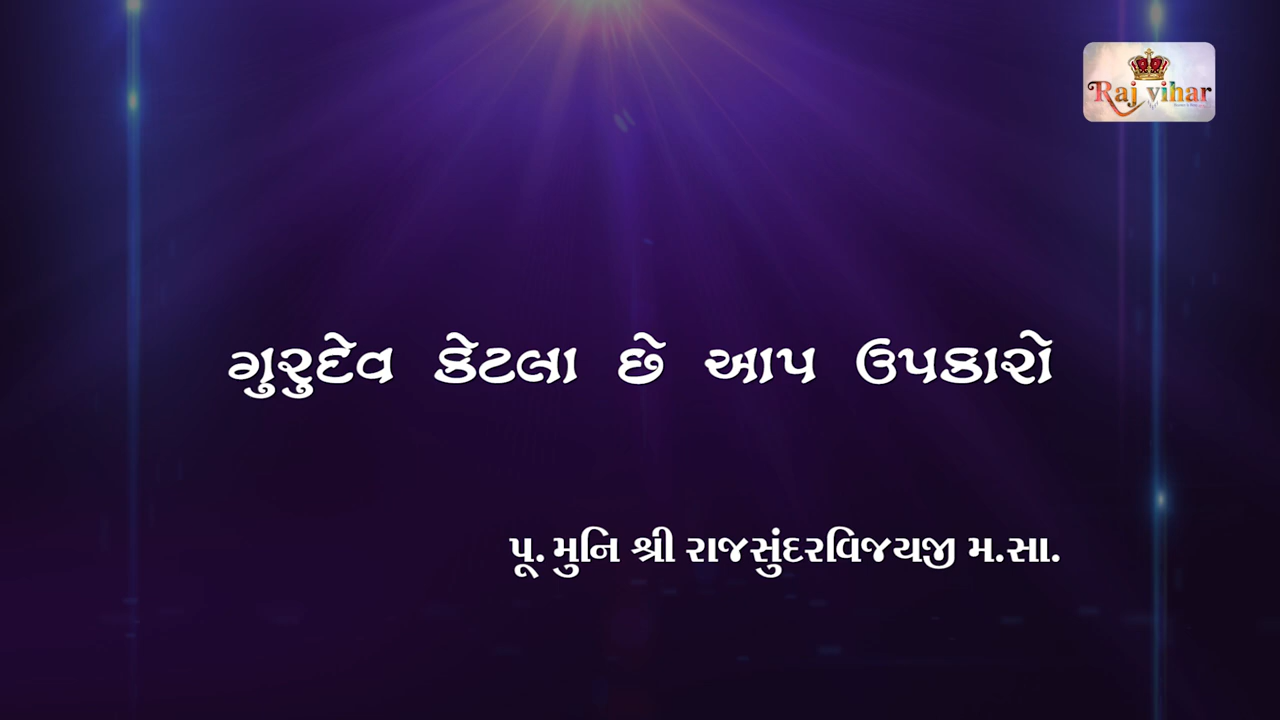 Raj vihar
ગુરુદેવ કેટલા છે આપ ઉપકારો
પૂ. મુનિ શ્રી રાજસુંદરવિજયજી મ.સા.